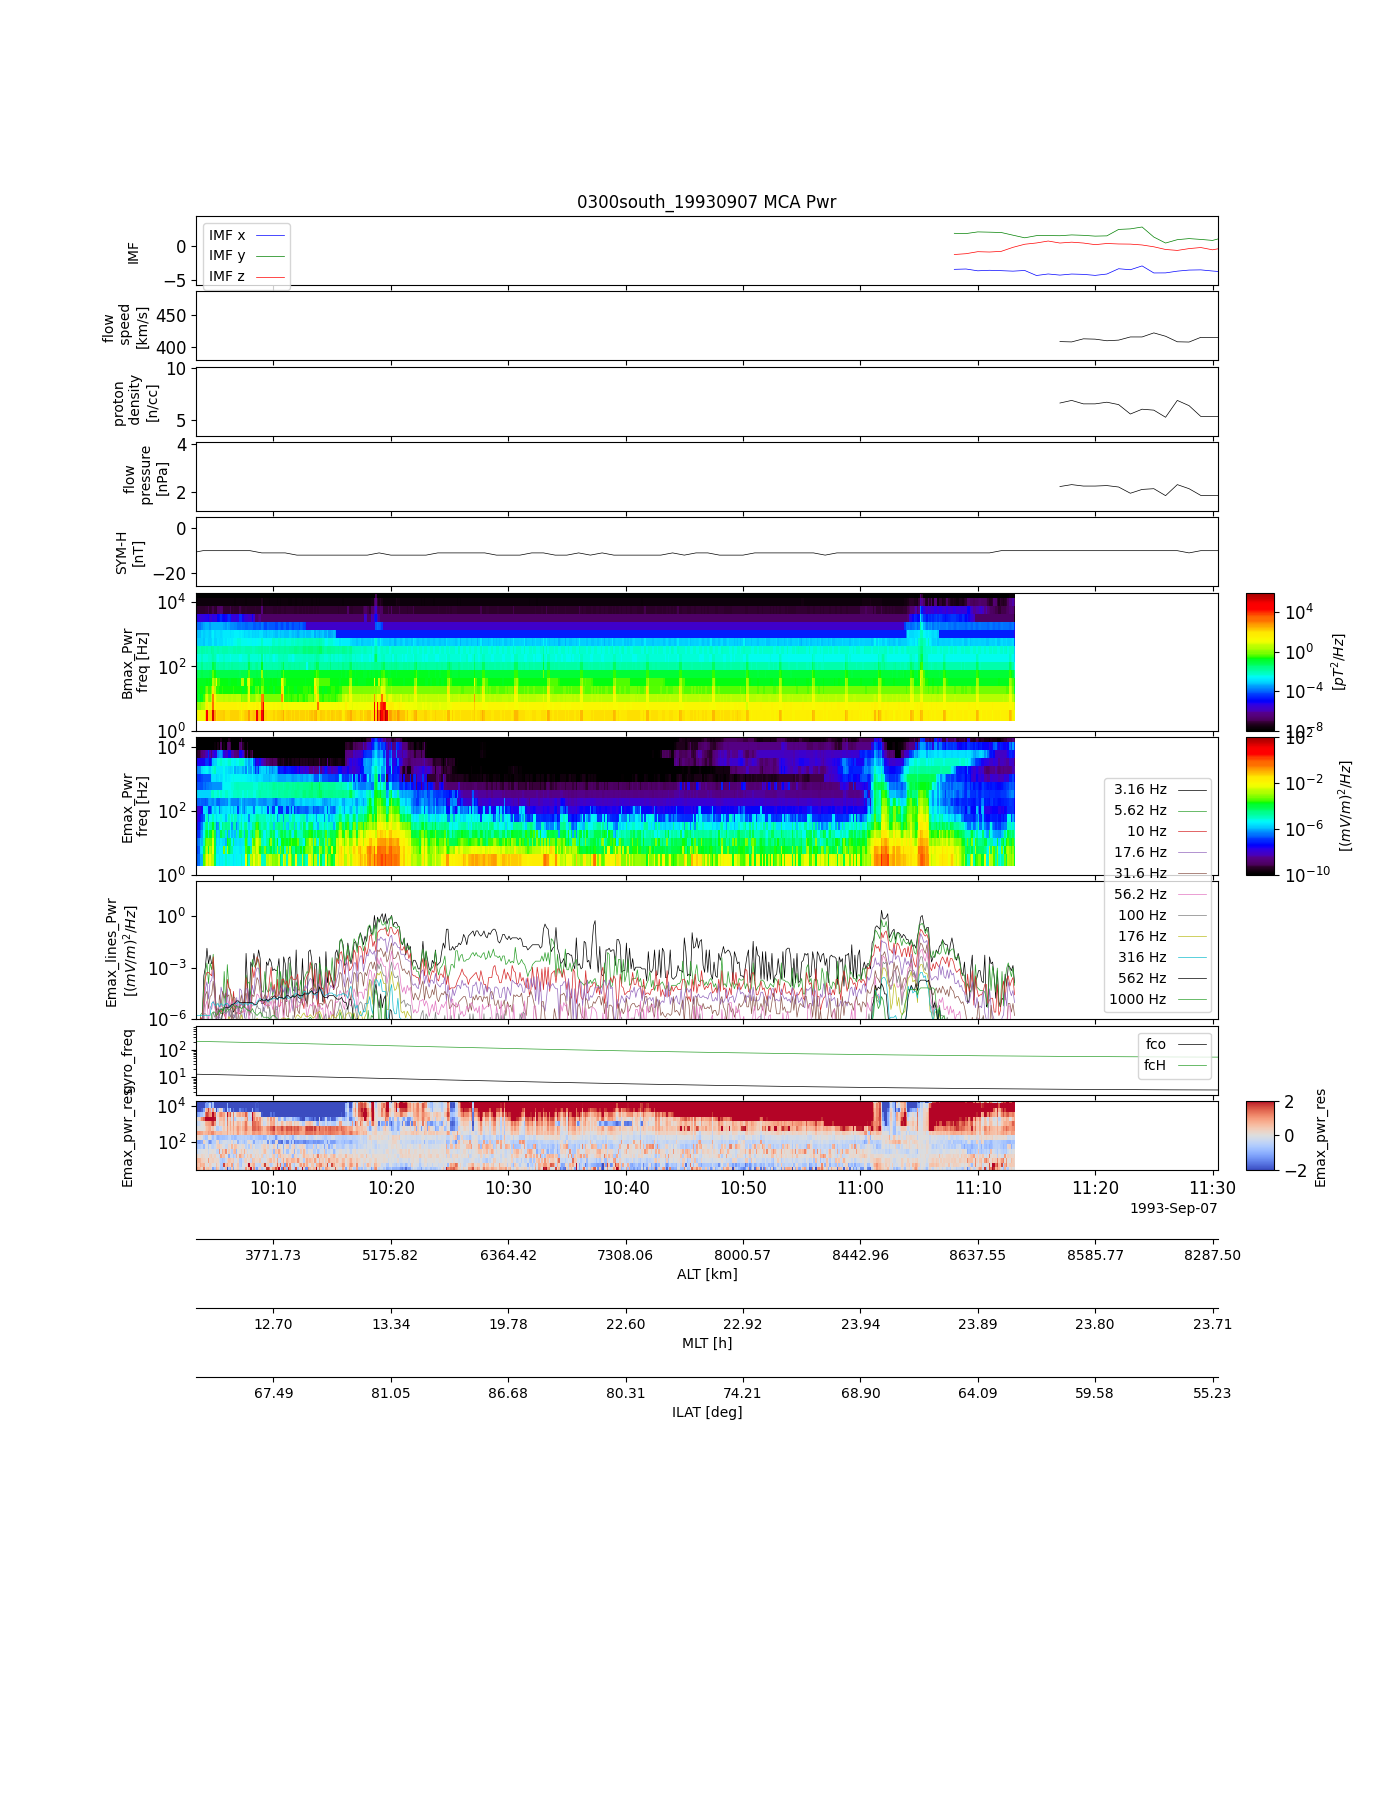 0300south_19930907 MCA Pwr
IMF
0
−5
IMF x
IMF y
IMF z
flow
speed
[km/s]
450
400
proton
density
[n/cc]
10
5
flow
pressure
[nPa]
4
2
SYM-H
[nT]
0
−20
Bmax_Pwr
freq [Hz]
10^4
10^2
10^0
10^4
10^0
10^−4
10^−8
[pT^2/Hz]
Emax_Pwr
freq [Hz]
10^4
10^2
10^0
10^2
10^−2
10^−6
10^−10
[(mV/m)^2/Hz]
3.16 Hz
5.62 Hz
10 Hz
17.6 Hz
31.6 Hz
56.2 Hz
100 Hz
176 Hz
316 Hz
562 Hz
1000 Hz
Emax_lines_Pwr
[(mV/m)^2/Hz]
10^0
10^−3
10^−6
gyro_freq
10^2
10^1
fco
fcH
Emax_pwr_res
10^4
10^2
2
0
−2
Emax_pwr_res
10:10 10:20 10:30 10:40 10:50 11:00 11:10 11:20 11:30
1993-Sep-07
3771.73 5175.82 6364.42 7308.06 8000.57 8442.96 8637.55 8585.77 8287.50
ALT [km]
12.70 13.34 19.78 22.60 22.92 23.94 23.89 23.80 23.71
MLT [h]
67.49 81.05 86.68 80.31 74.21 68.90 64.09 59.58 55.23
ILAT [deg]